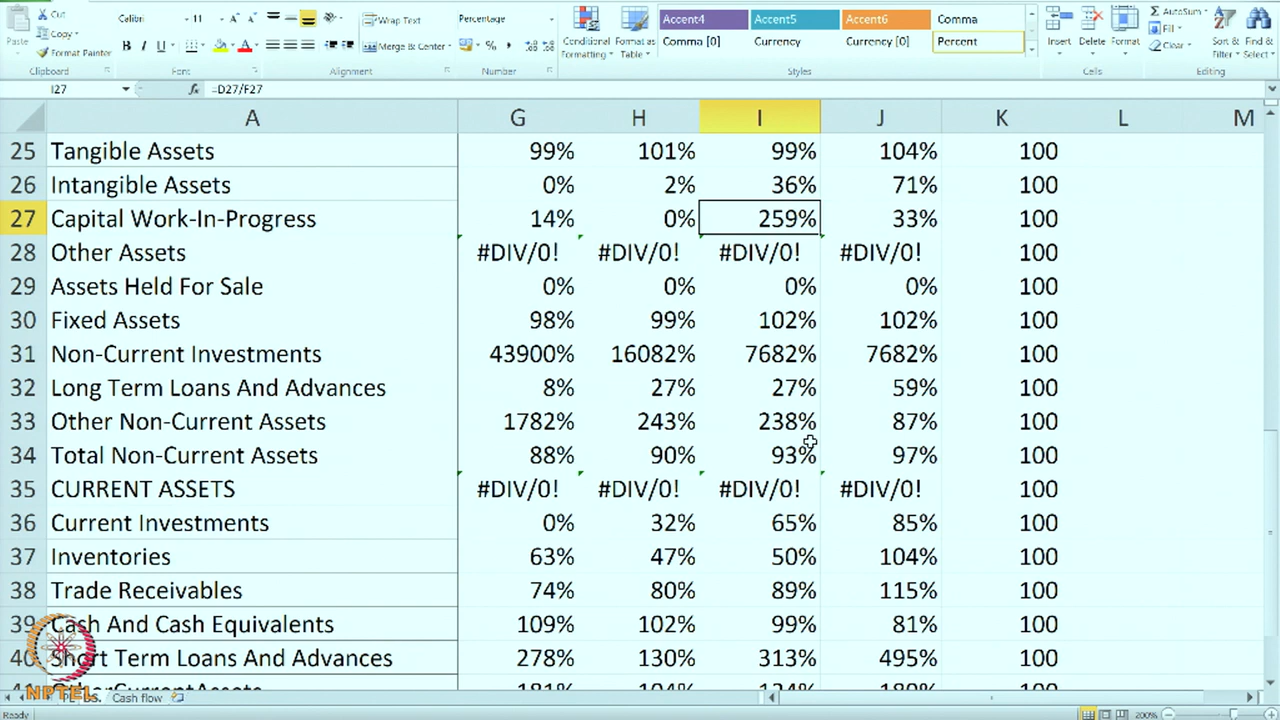 Cut
Calibri 11 A A Wrap Text Percentage Accent4 Accent5 Accent6 Comma AutoSum
Copy Fill
Paste Format Painter B I U A Merge & Center % Conditional Formatting Format as Table Comma [0] Currency Currency [0] Percent Insert Delete Format Clear Sort & Filter Find & Select
Clipboard Font Alignment Number Styles Cells Editing
I27 fx =D27/F27
A G H I J K L M
25 Tangible Assets 99% 101% 99% 104% 100
26 Intangible Assets 0% 2% 36% 71% 100
27 Capital Work-In-Progress 14% 0% 259% 33% 100
28 Other Assets #DIV/0! #DIV/0! #DIV/0! #DIV/0! 100
29 Assets Held For Sale 0% 0% 0% 0% 100
30 Fixed Assets 98% 99% 102% 102% 100
31 Non-Current Investments 43900% 16082% 7682% 7682% 100
32 Long Term Loans And Advances 8% 27% 27% 59% 100
33 Other Non-Current Assets 1782% 243% 238% 87% 100
34 Total Non-Current Assets 88% 90% 93% 97% 100
35 CURRENT ASSETS #DIV/0! #DIV/0! #DIV/0! #DIV/0! 100
36 Current Investments 0% 32% 65% 85% 100
37 Inventories 63% 47% 50% 104% 100
38 Trade Receivables 74% 80% 89% 115% 100
39 Cash And Cash Equivalents 109% 102% 99% 81% 100
40 Short Term Loans And Advances 278% 130% 313% 495% 100
NPTEL
Cash flow
Ready 200%